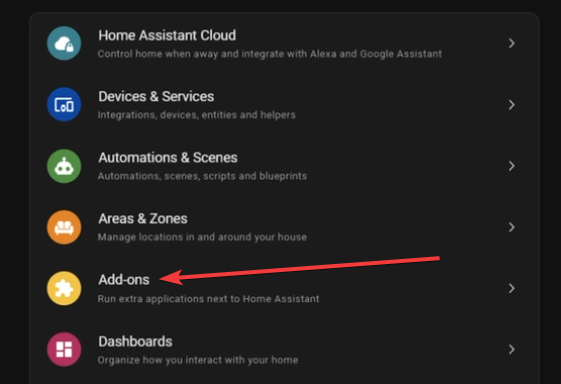 Home Assistant Cloud
Control home when away and integrate with Alexa and Google Assistant
Devices & Services
Integrations, devices, entities and helpers
Automations & Scenes
Automations, scenes, scripts and blueprints
Areas & Zones
Manage locations in and around your house
Add-ons
Run extra applications next to Home Assistant
Dashboards
Organize how you interact with your home